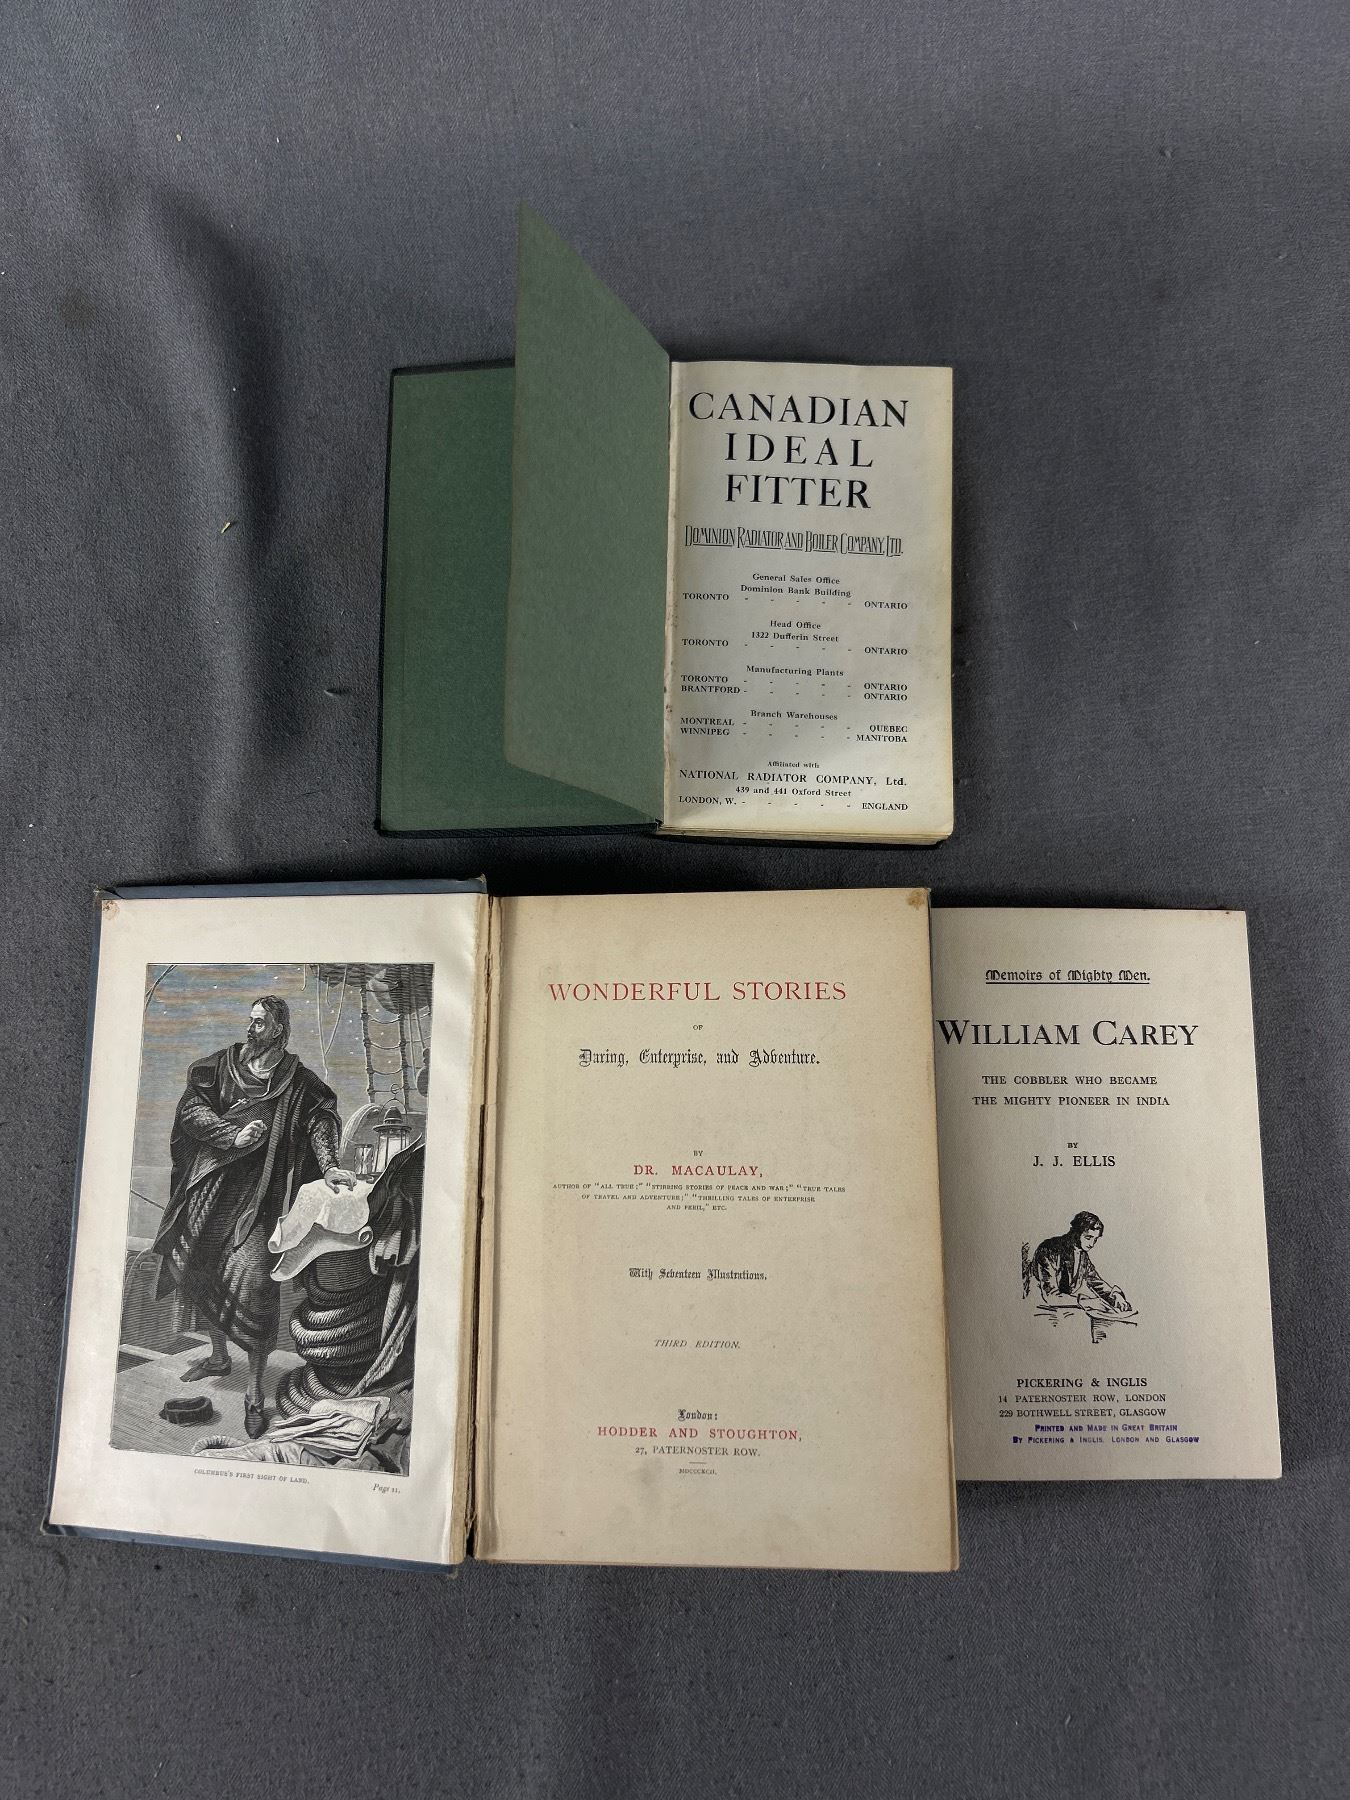 CANADIAN
IDEAL
FITTER
DOMINION RADIATOR AND BOILER COMPANY, LTD.
General Sales Office
Dominion Bank Building
TORONTO - - - - - ONTARIO
Head Office
1322 Dufferin Street
TORONTO - - - - - ONTARIO
Manufacturing Plants
TORONTO - - - - - ONTARIO
BRANTFORD - - - - - ONTARIO
Branch Warehouses
MONTREAL - - - - - QUEBEC
WINNIPEG - - - - - MANITOBA
Affiliated with
NATIONAL RADIATOR COMPANY, Ltd.
439 and 441 Oxford Street
LONDON, W. - - - - - ENGLAND
COLUMBUS'S FIRST SIGHT OF LAND.
Page 21.
WONDERFUL STORIES
OF
Daring, Enterprise, and Adventure.
BY
DR. MACAULAY,
AUTHOR OF "ALL TRUE;" "STIRRING STORIES OF PEACE AND WAR;" "TRUE TALES
OF TRAVEL AND ADVENTURE;" "THRILLING TALES OF ENTERPRISE
AND PERIL," ETC.
With Seventeen Illustrations.
THIRD EDITION.
London:
HODDER AND STOUGHTON,
27, PATERNOSTER ROW.
MDCCCXCII.
Memoirs of Mighty Men.
WILLIAM CAREY
THE COBBLER WHO BECAME
THE MIGHTY PIONEER IN INDIA
BY
J. J. ELLIS
PICKERING & INGLIS
14 PATERNOSTER ROW, LONDON
229 BOTHWELL STREET, GLASGOW
PRINTED AND MADE IN GREAT BRITAIN
BY PICKERING & INGLIS, LONDON AND GLASGOW